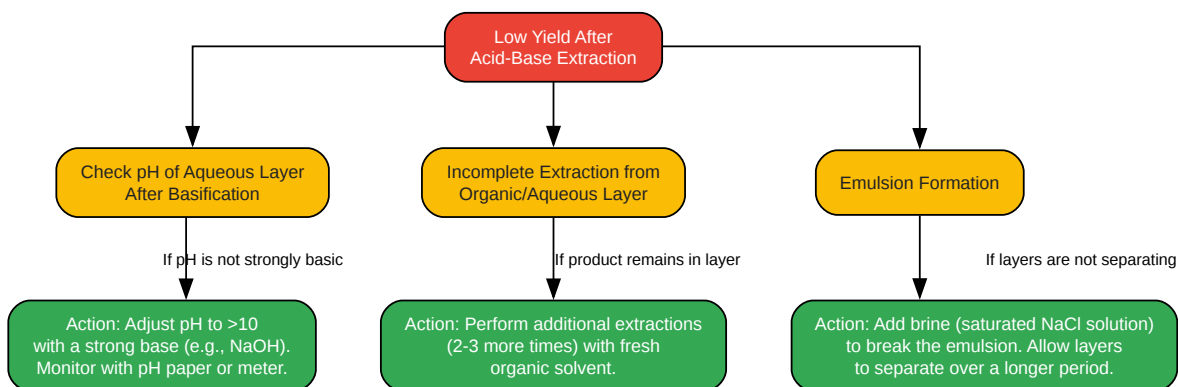 Low Yield After
Acid-Base Extraction
Check pH of Aqueous Layer
After Basification
Incomplete Extraction from
Organic/Aqueous Layer
Emulsion Formation
If pH is not strongly basic
If product remains in layer
If layers are not separating
Action: Adjust pH to >10
with a strong base (e.g., NaOH).
Monitor with pH paper or meter.
Action: Perform additional extractions
(2-3 more times) with fresh
organic solvent.
Action: Add brine (saturated NaCl solution)
to break the emulsion. Allow layers
to separate over a longer period.